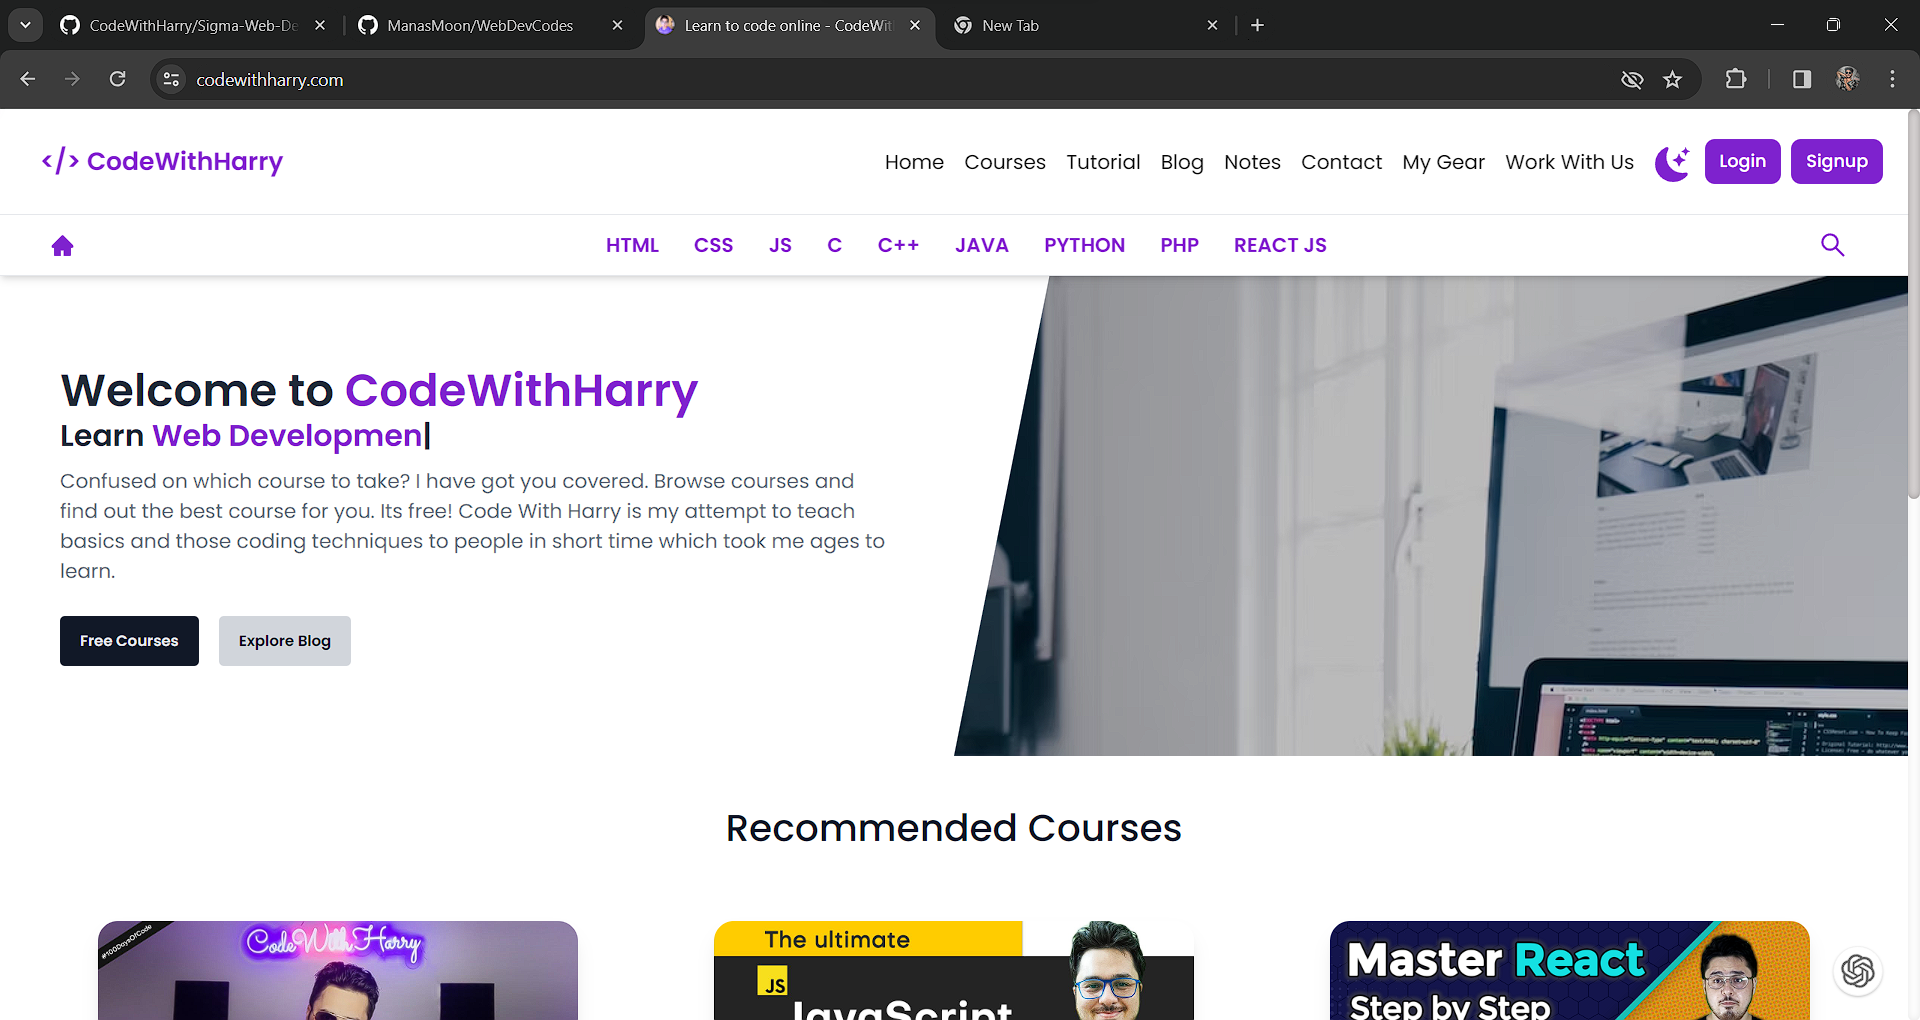 CodeWithHarry/Sigma-Web-De
ManasMoon/WebDevCodes
Learn to code online - CodeWit
New Tab
codewithharry.com
</> CodeWithHarry
Home Courses Tutorial Blog Notes Contact My Gear Work With Us Login Signup
HTML CSS JS C C++ JAVA PYTHON PHP REACT JS
Welcome to CodeWithHarry
Learn Web Developmen|
Confused on which course to take? I have got you covered. Browse courses and
find out the best course for you. Its free! Code With Harry is my attempt to teach
basics and those coding techniques to people in short time which took me ages to
learn.
Free Courses Explore Blog
Recommended Courses
#100DaysOfCode
CodeWithHarry
The ultimate
JS
JavaScript
Master React
Step by Step